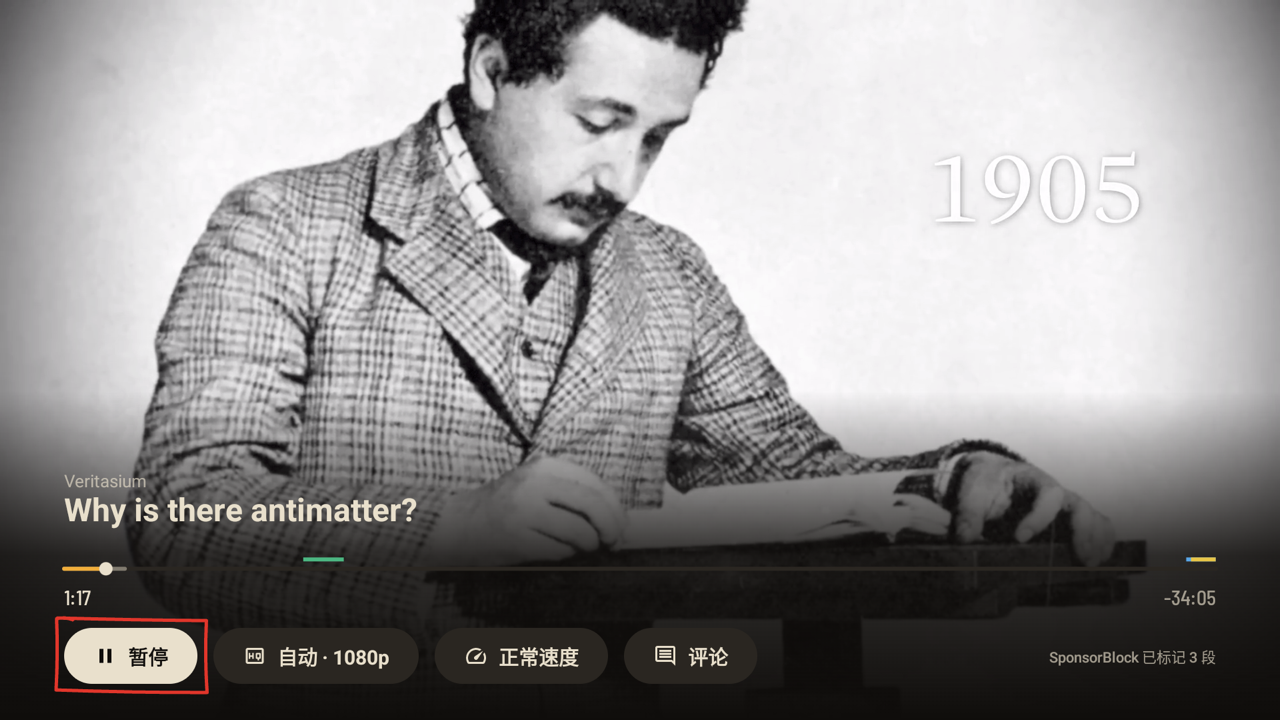 1905
Veritasium
Why is there antimatter?
1:17
-34:05
暂停
HQ
自动 · 1080p
正常速度
评论
SponsorBlock 已标记 3 段